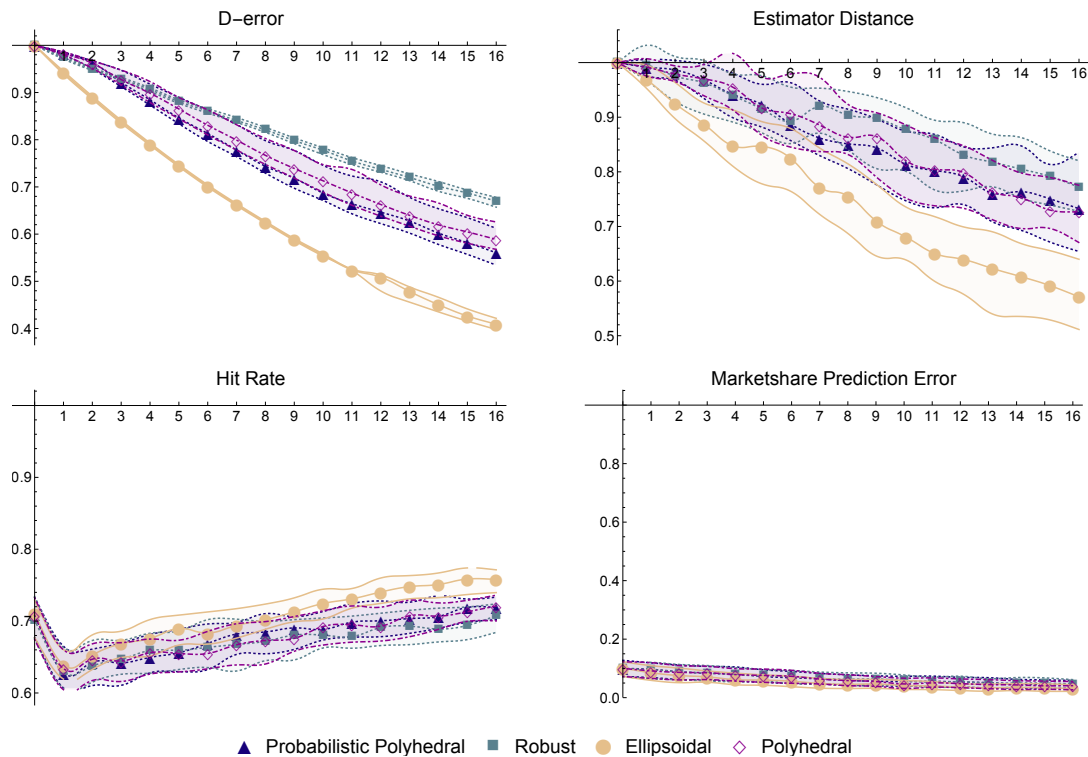 D-error
1 2 3 4 5 6 7 8 9 10 11 12 13 14 15 16
0.9
0.8
0.7
0.6
0.5
0.4
Estimator Distance
1 2 3 4 5 6 7 8 9 10 11 12 13 14 15 16
0.9
0.8
0.7
0.6
0.5
Hit Rate
1 2 3 4 5 6 7 8 9 10 11 12 13 14 15 16
0.9
0.8
0.7
0.6
Marketshare Prediction Error
1 2 3 4 5 6 7 8 9 10 11 12 13 14 15 16
0.8
0.6
0.4
0.2
0.0
Probabilistic Polyhedral Robust Ellipsoidal Polyhedral